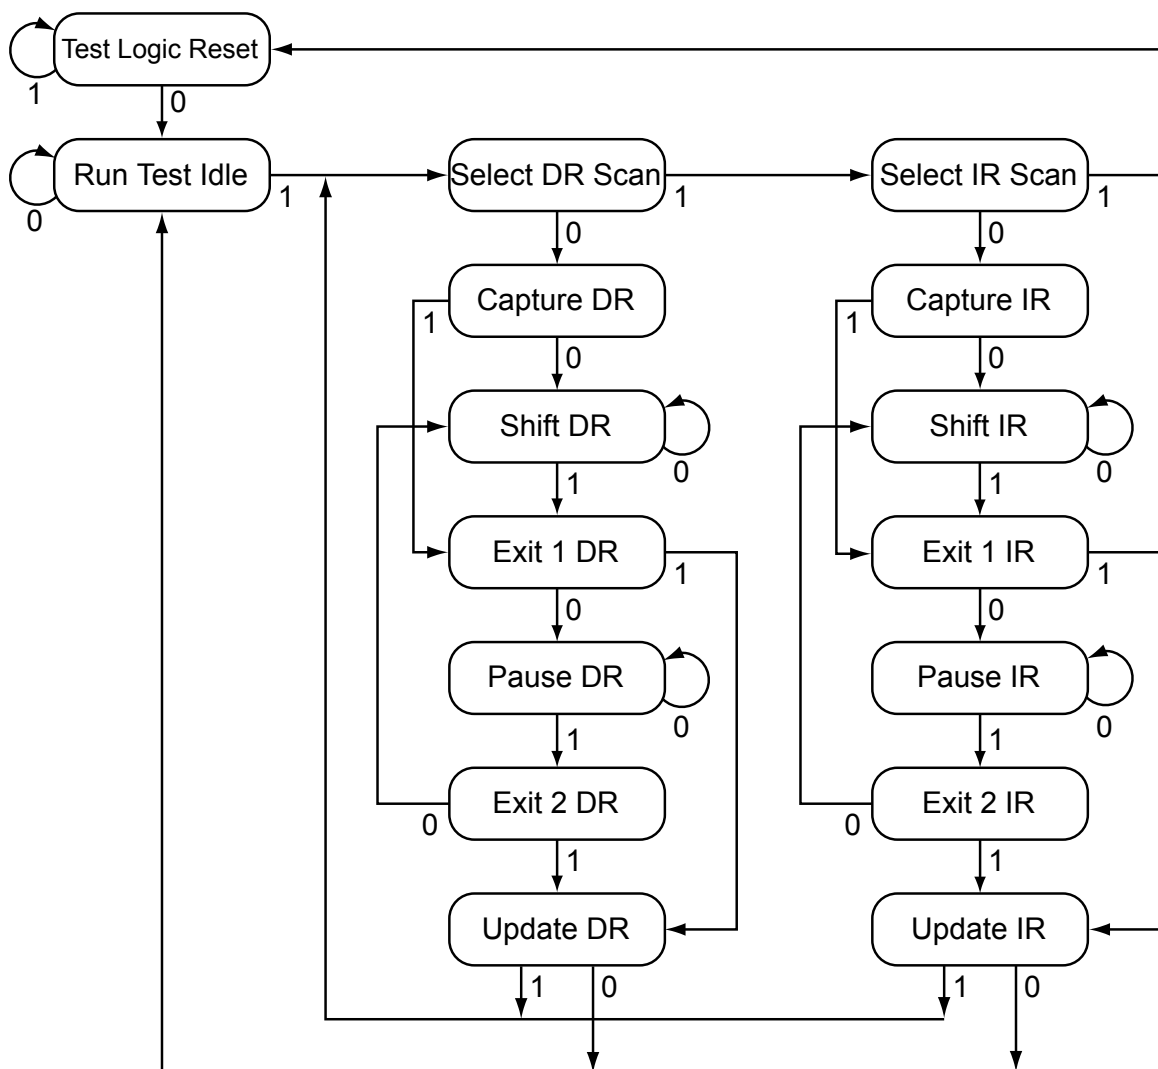 Test Logic Reset
1
0
Run Test Idle
0
1
Select DR Scan
1
0
Select IR Scan
1
0
Capture DR
1
0
Capture IR
1
0
Shift DR
0
1
Shift IR
0
1
Exit 1 DR
1
0
Exit 1 IR
1
0
Pause DR
0
1
Pause IR
0
1
Exit 2 DR
0
1
Exit 2 IR
0
1
Update DR
1
0
Update IR
1
0